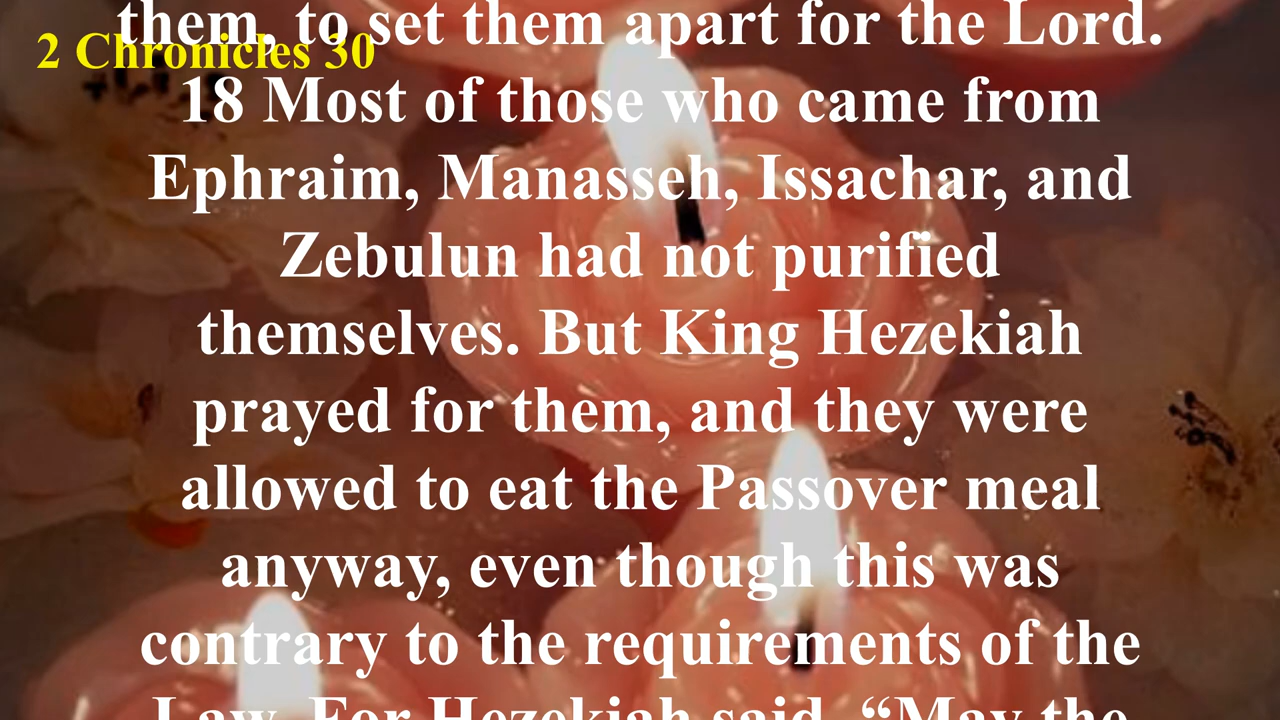 them, to set them apart for the Lord.
2 Chronicles 30
18 Most of those who came from
Ephraim, Manasseh, Issachar, and
Zebulun had not purified
themselves. But King Hezekiah
prayed for them, and they were
allowed to eat the Passover meal
anyway, even though this was
contrary to the requirements of the
Law. For Hezekiah said, “May the